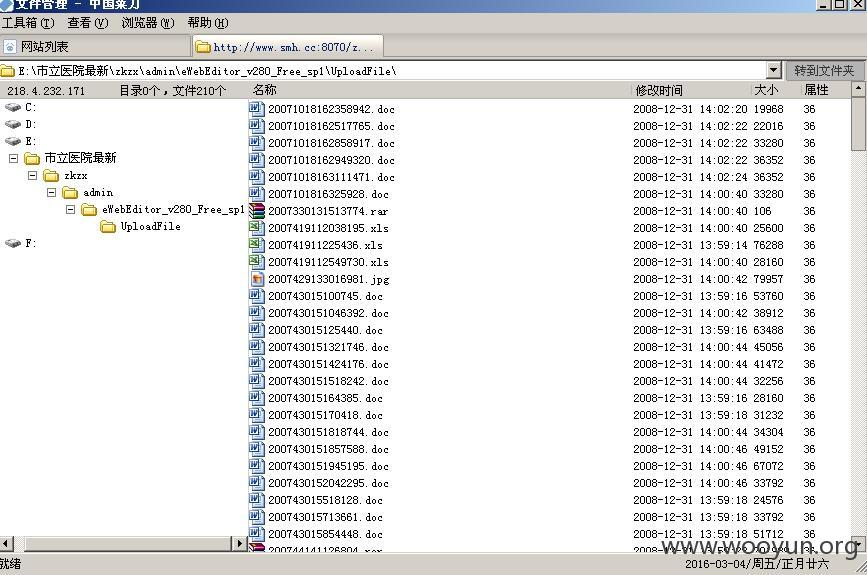 文件管理 - 中国菜刀
工具箱(T) 查看(V) 浏览器(W) 帮助(H)
网站列表 http://www.smh.cc:8070/z...
E:\市立医院最新\zkzx\admin\eWebEditor_v280_Free_sp1\UploadFile\ 转到文件夹
218.4.232.171 目录0个,文件210个 名称 修改时间 大小 属性
C: 20071018162358942.doc 2008-12-31 14:02:20 19968 36
D: 20071018162517765.doc 2008-12-31 14:02:22 22016 36
E: 20071018162858917.doc 2008-12-31 14:02:22 33280 36
市立医院最新 20071018162949320.doc 2008-12-31 14:02:22 36352 36
zkzx 20071018163111471.doc 2008-12-31 14:02:24 36352 36
admin 2007101816325928.doc 2008-12-31 14:00:40 33280 36
eWebEditor_v280_Free_sp1 2007330131513774.rar 2008-12-31 14:00:40 106 36
UploadFile 2007419112038195.xls 2008-12-31 14:00:40 25600 36
F: 200741911225436.xls 2008-12-31 13:59:14 76288 36
2007419112549730.xls 2008-12-31 14:00:40 28160 36
2007429133016981.jpg 2008-12-31 14:00:42 79957 36
200743015100745.doc 2008-12-31 13:59:16 53760 36
2007430151046392.doc 2008-12-31 14:00:42 38912 36
200743015125440.doc 2008-12-31 13:59:16 63488 36
2007430151321746.doc 2008-12-31 14:00:44 45056 36
2007430151424176.doc 2008-12-31 14:00:44 41472 36
2007430151518242.doc 2008-12-31 14:00:44 32256 36
200743015164385.doc 2008-12-31 13:59:16 28160 36
200743015170418.doc 2008-12-31 13:59:18 31232 36
2007430151818744.doc 2008-12-31 14:00:44 34304 36
2007430151857588.doc 2008-12-31 14:00:46 49152 36
2007430151945195.doc 2008-12-31 14:00:46 67072 36
2007430152042295.doc 2008-12-31 14:00:46 33792 36
200743015518128.doc 2008-12-31 13:59:18 24576 36
200743015713661.doc 2008-12-31 13:59:18 33792 36
200743015854448.doc 2008-12-31 13:59:18 51712 36
200744141126804.rar
www.wooyun.org
就绪 2016-03-04/周五/正月廿六